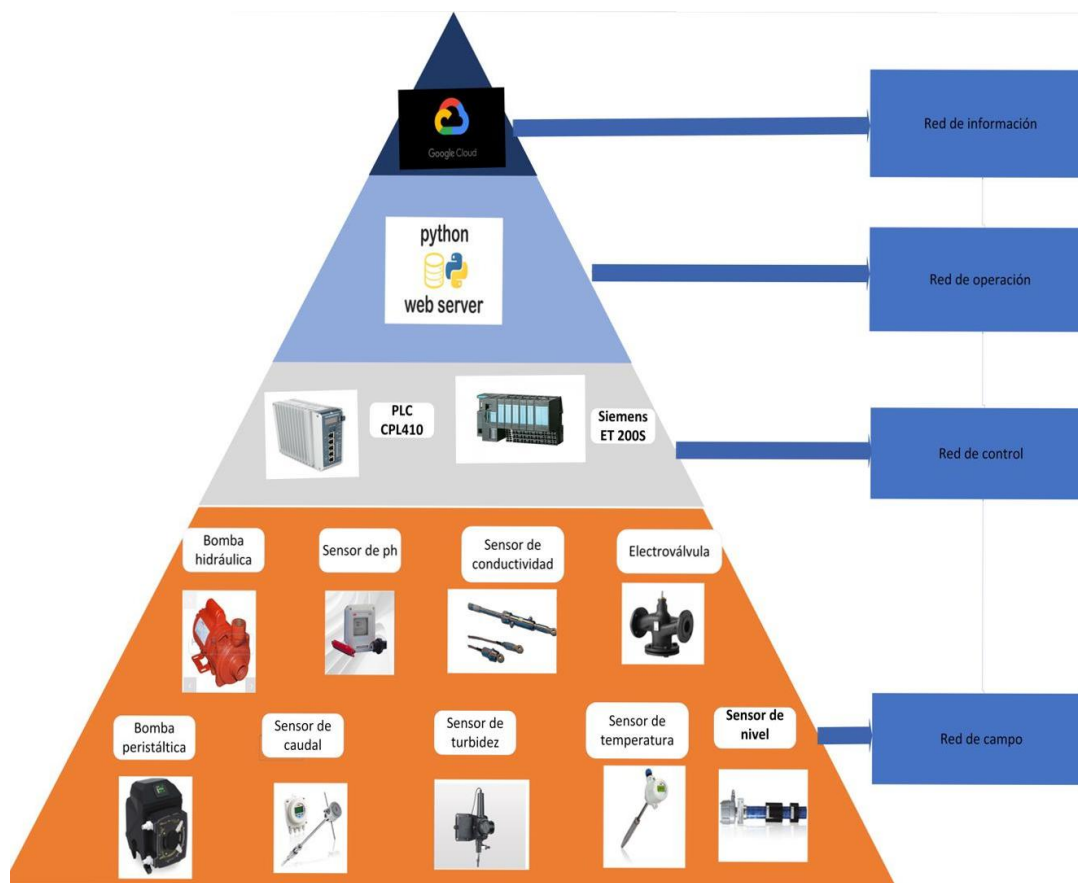 Google Cloud
Red de información
python
web server
Red de operación
PLC
CPL410
Siemens
ET 200S
Red de control
Bomba
hidráulica
Sensor de ph
Sensor de
conductividad
Electroválvula
Bomba
peristáltica
Sensor de
caudal
Sensor de
turbidez
Sensor de
temperatura
Sensor de
nivel
Red de campo